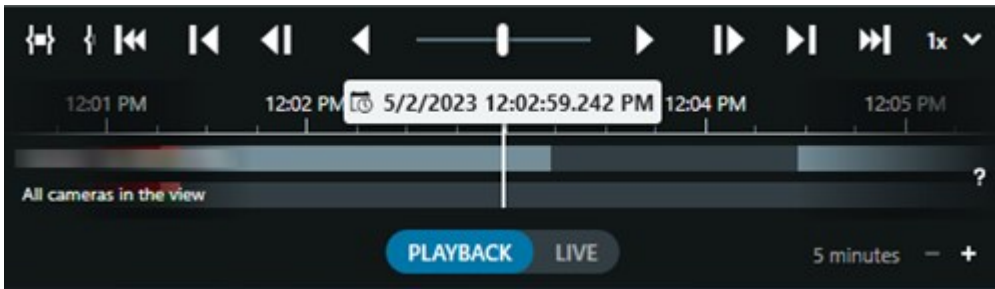 1x
12:01 PM 12:02 PM 5/2/2023 12:02:59.242 PM 12:04 PM 12:05 PM
?
All cameras in the view
PLAYBACK LIVE 5 minutes - +